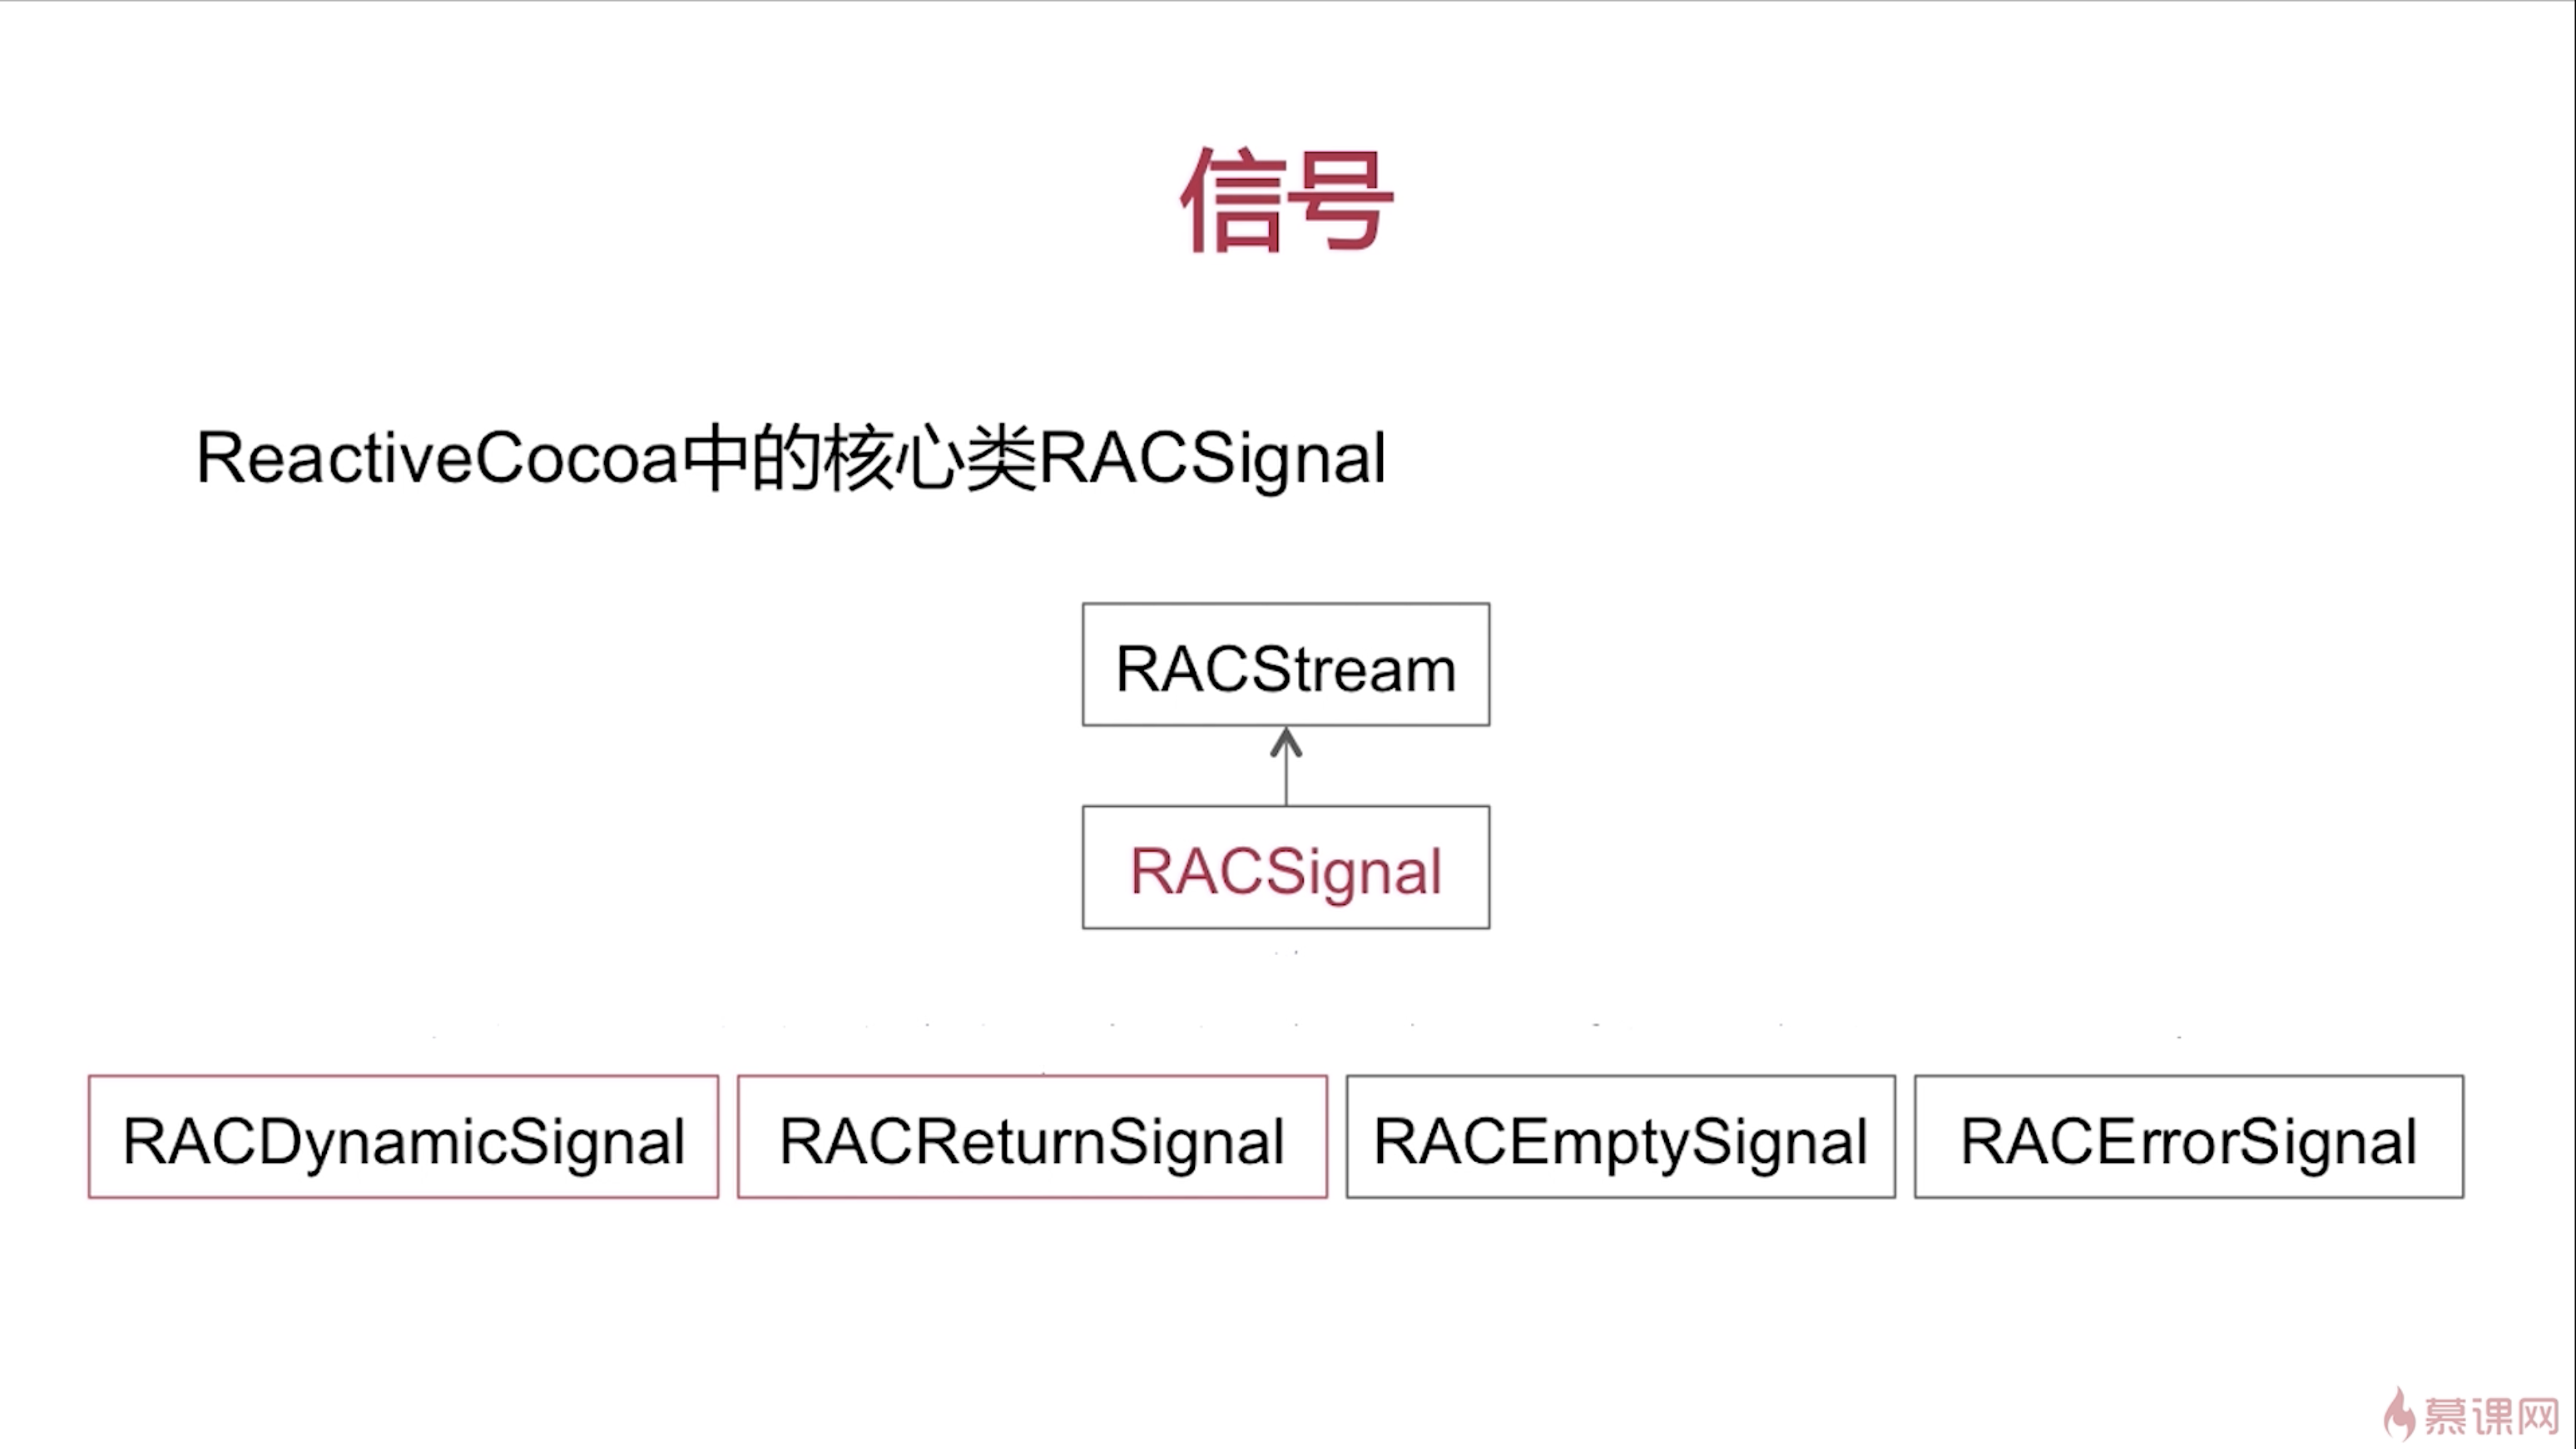 信号
ReactiveCocoa中的核心类RACSignal
RACStream
RACSignal
RACDynamicSignal
RACReturnSignal
RACEmptySignal
RACErrorSignal
慕课网